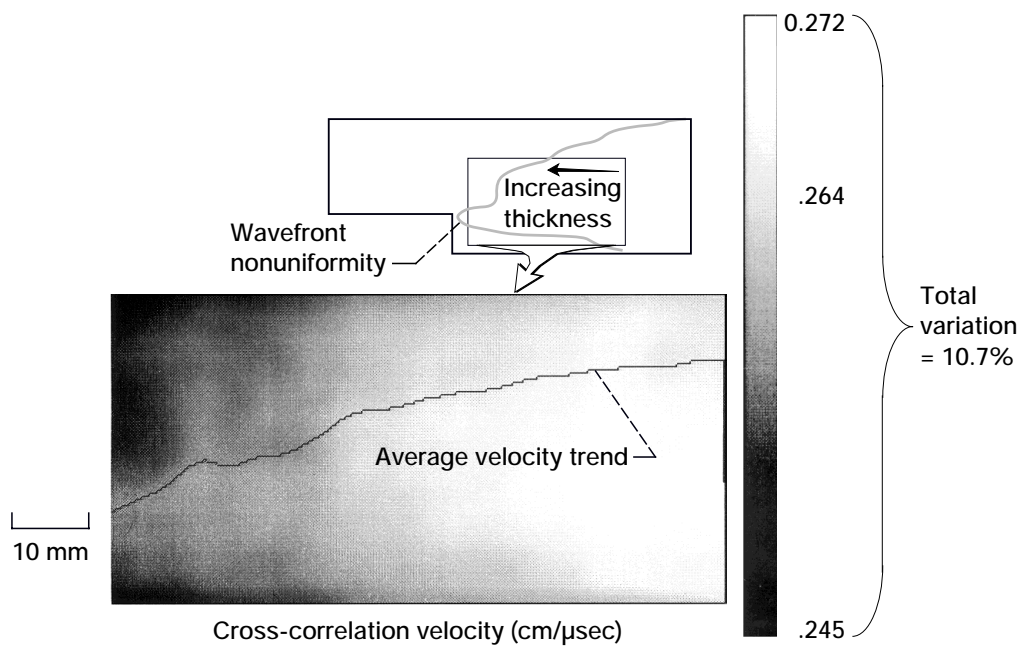 0.272
Increasing
thickness
.264
Wavefront
nonuniformity
Total
variation
= 10.7%
Average velocity trend
10 mm
Cross-correlation velocity (cm/μsec)
.245